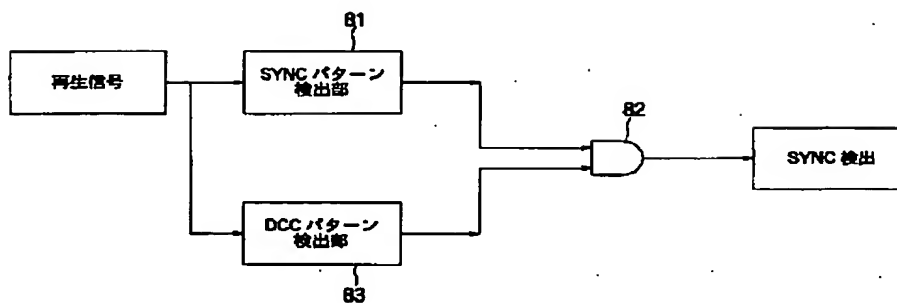 81
再生信号
SYNC パターン
検出部
82
SYNC 検出
DCC パターン
検出部
83